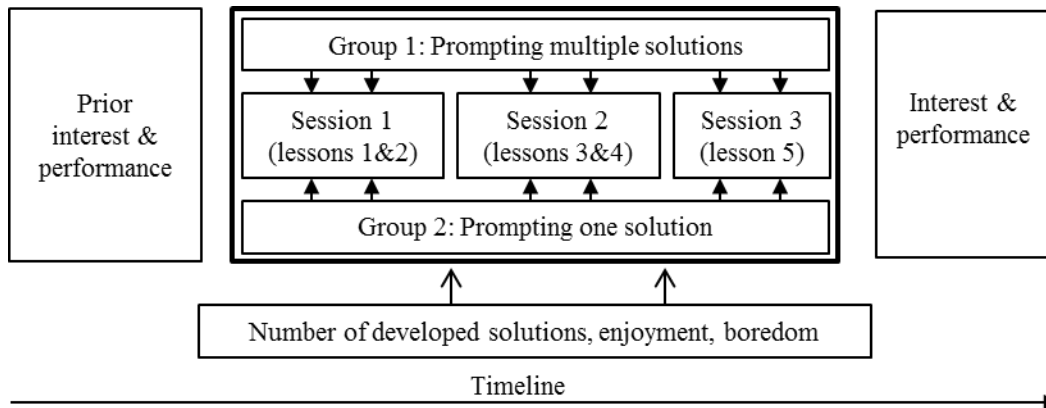 Group 1: Prompting multiple solutions
Prior
interest &
performance
Session 1
(lessons 1&2)
Session 2
(lessons 3&4)
Session 3
(lesson 5)
Interest &
performance
Group 2: Prompting one solution
Number of developed solutions, enjoyment, boredom
Timeline